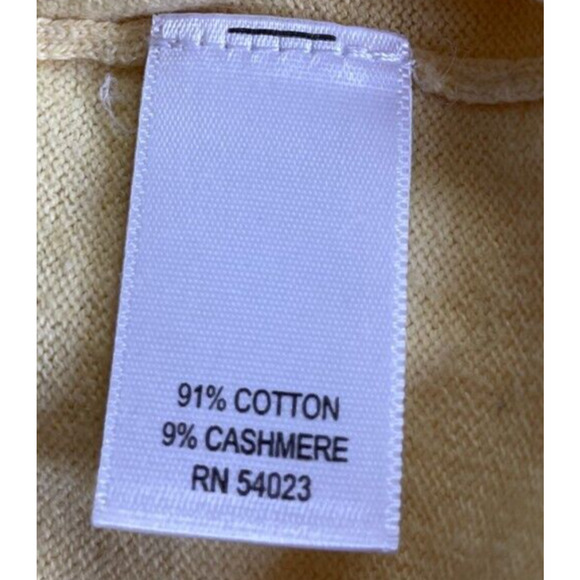 91% COTTON
9% CASHMERE
RN 54023